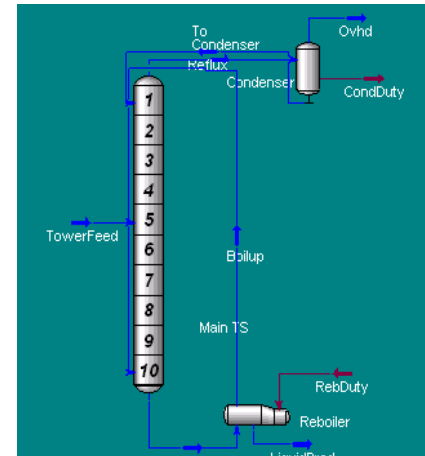 To
Condenser
Ovhd
Reflux
Condenser
CondDuty
1
2
3
4
5
TowerFeed
6
Boilup
7
8
Main TS
9
10
RebDuty
Reboiler
LiquidProd